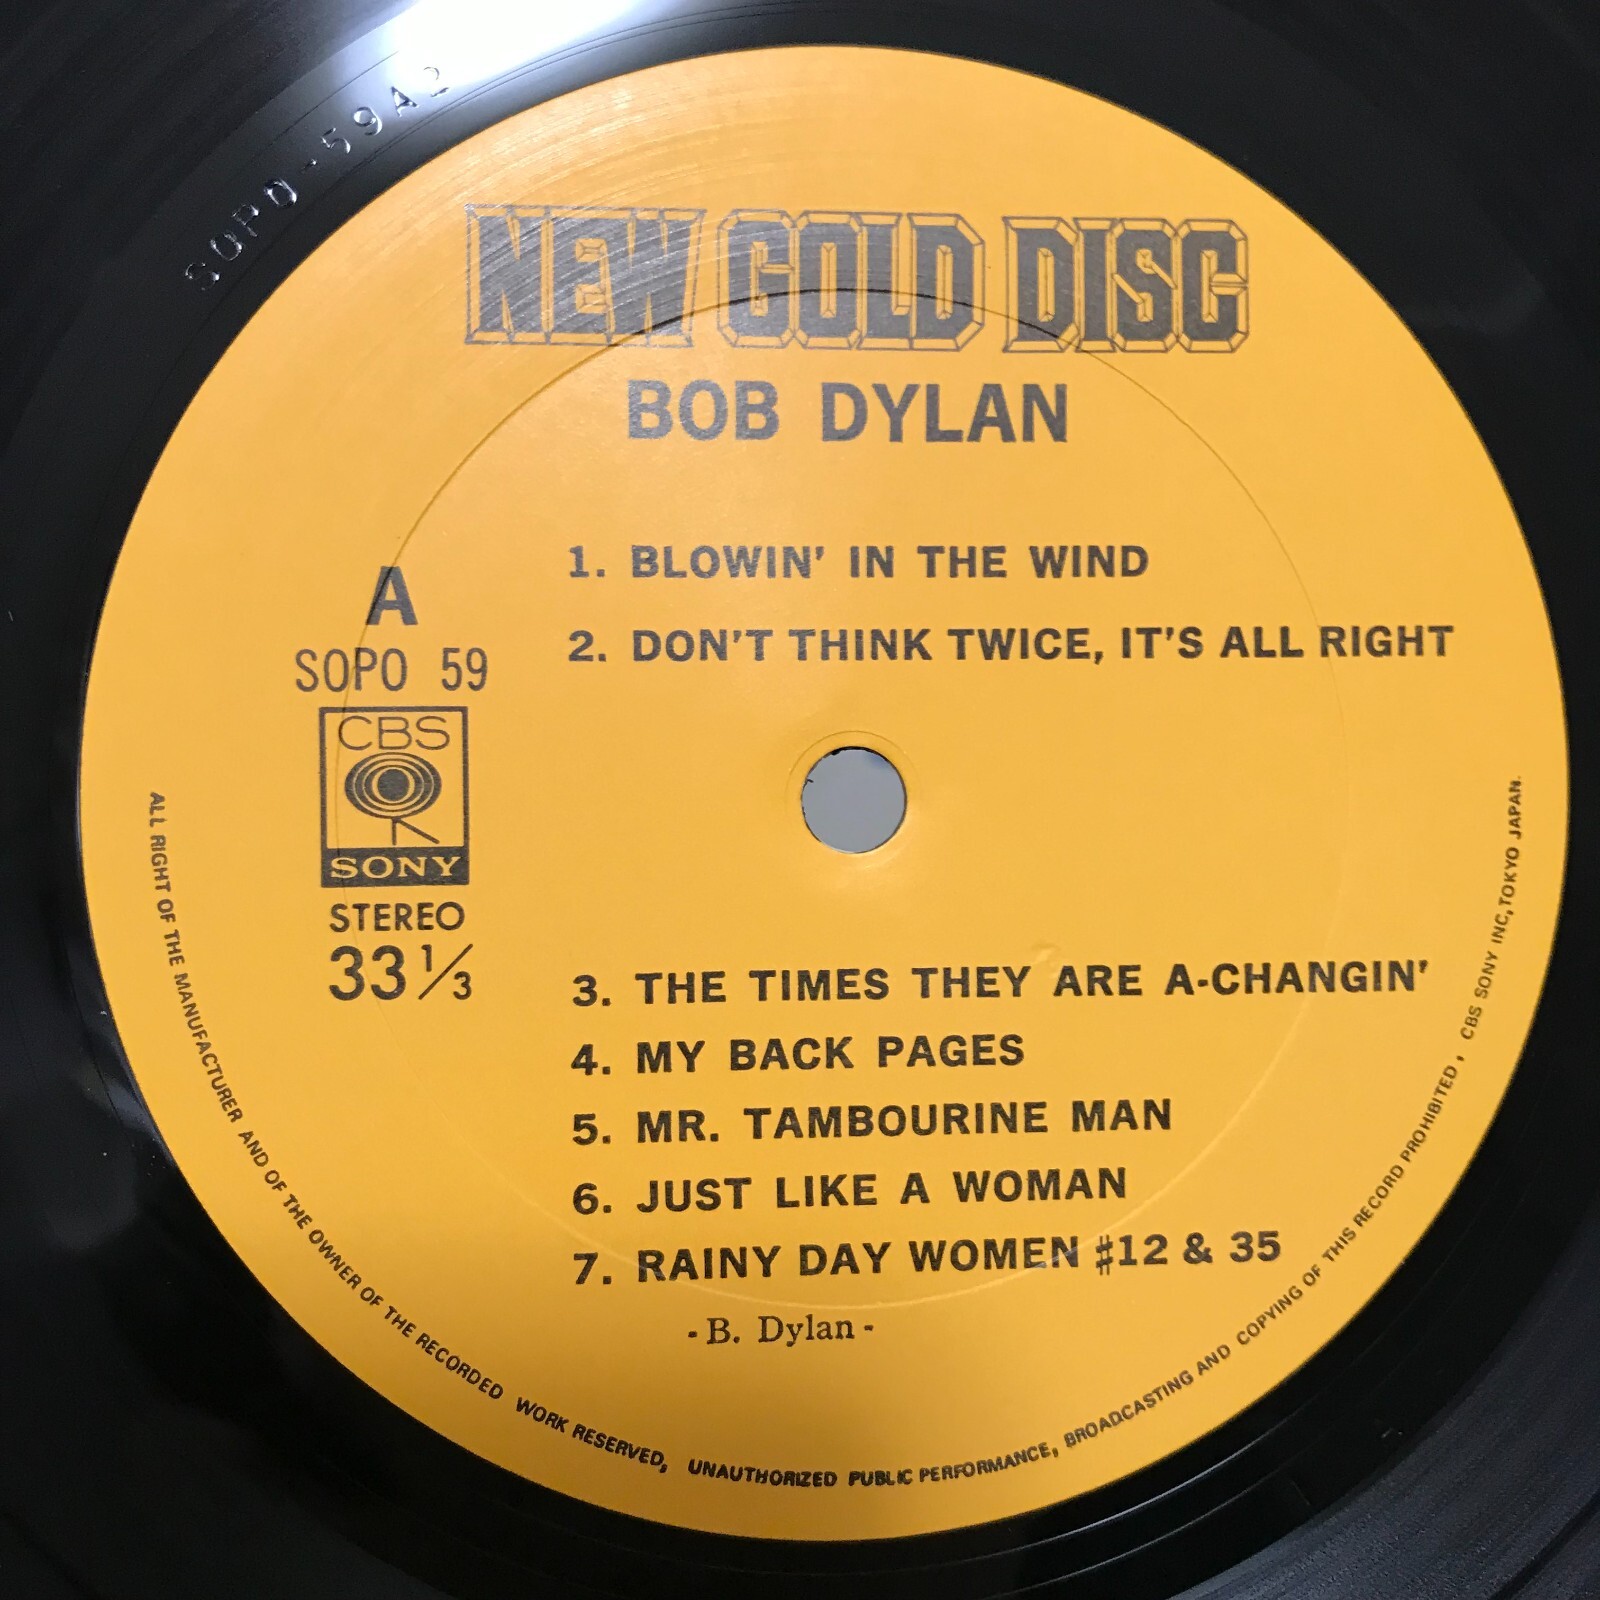 SOPO-59A2
NEW GOLD DISC
BOB DYLAN
1. BLOWIN' IN THE WIND
2. DON'T THINK TWICE, IT'S ALL RIGHT
A
SOPO 59
CBS
SONY
STEREO
33 1/3
3. THE TIMES THEY ARE A-CHANGIN'
4. MY BACK PAGES
5. MR. TAMBOURINE MAN
6. JUST LIKE A WOMAN
7. RAINY DAY WOMEN ♯12 & 35
-B. Dylan-
ALL RIGHT OF THE MANUFACTURER AND OF THE OWNER OF THE RECORDED WORK RESERVED, UNAUTHORIZED PUBLIC PERFORMANCE, BROADCASTING AND COPYING OF THIS RECORD PROHIBITED, CBS SONY INC, TOKYO JAPAN.